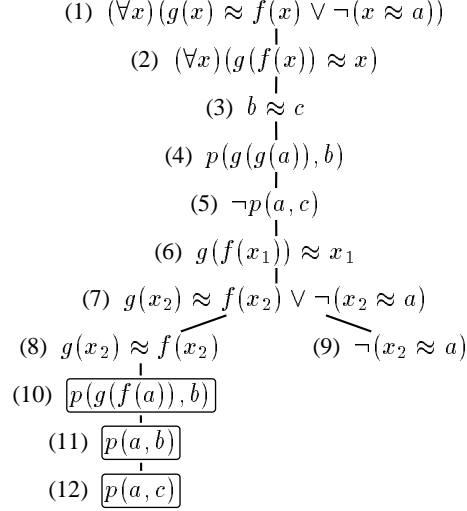 (1) (∀x)(g(x) ≈ f(x) ∨ ¬(x ≈ a))
(2) (∀x)(g(f(x)) ≈ x)
(3) b ≈ c
(4) p(g(g(a)), b)
(5) ¬p(a, c)
(6) g(f(x₁)) ≈ x₁
(7) g(x₂) ≈ f(x₂) ∨ ¬(x₂ ≈ a)
(8) g(x₂) ≈ f(x₂) (9) ¬(x₂ ≈ a)
(10) p(g(f(a)), b)
(11) p(a, b)
(12) p(a, c)